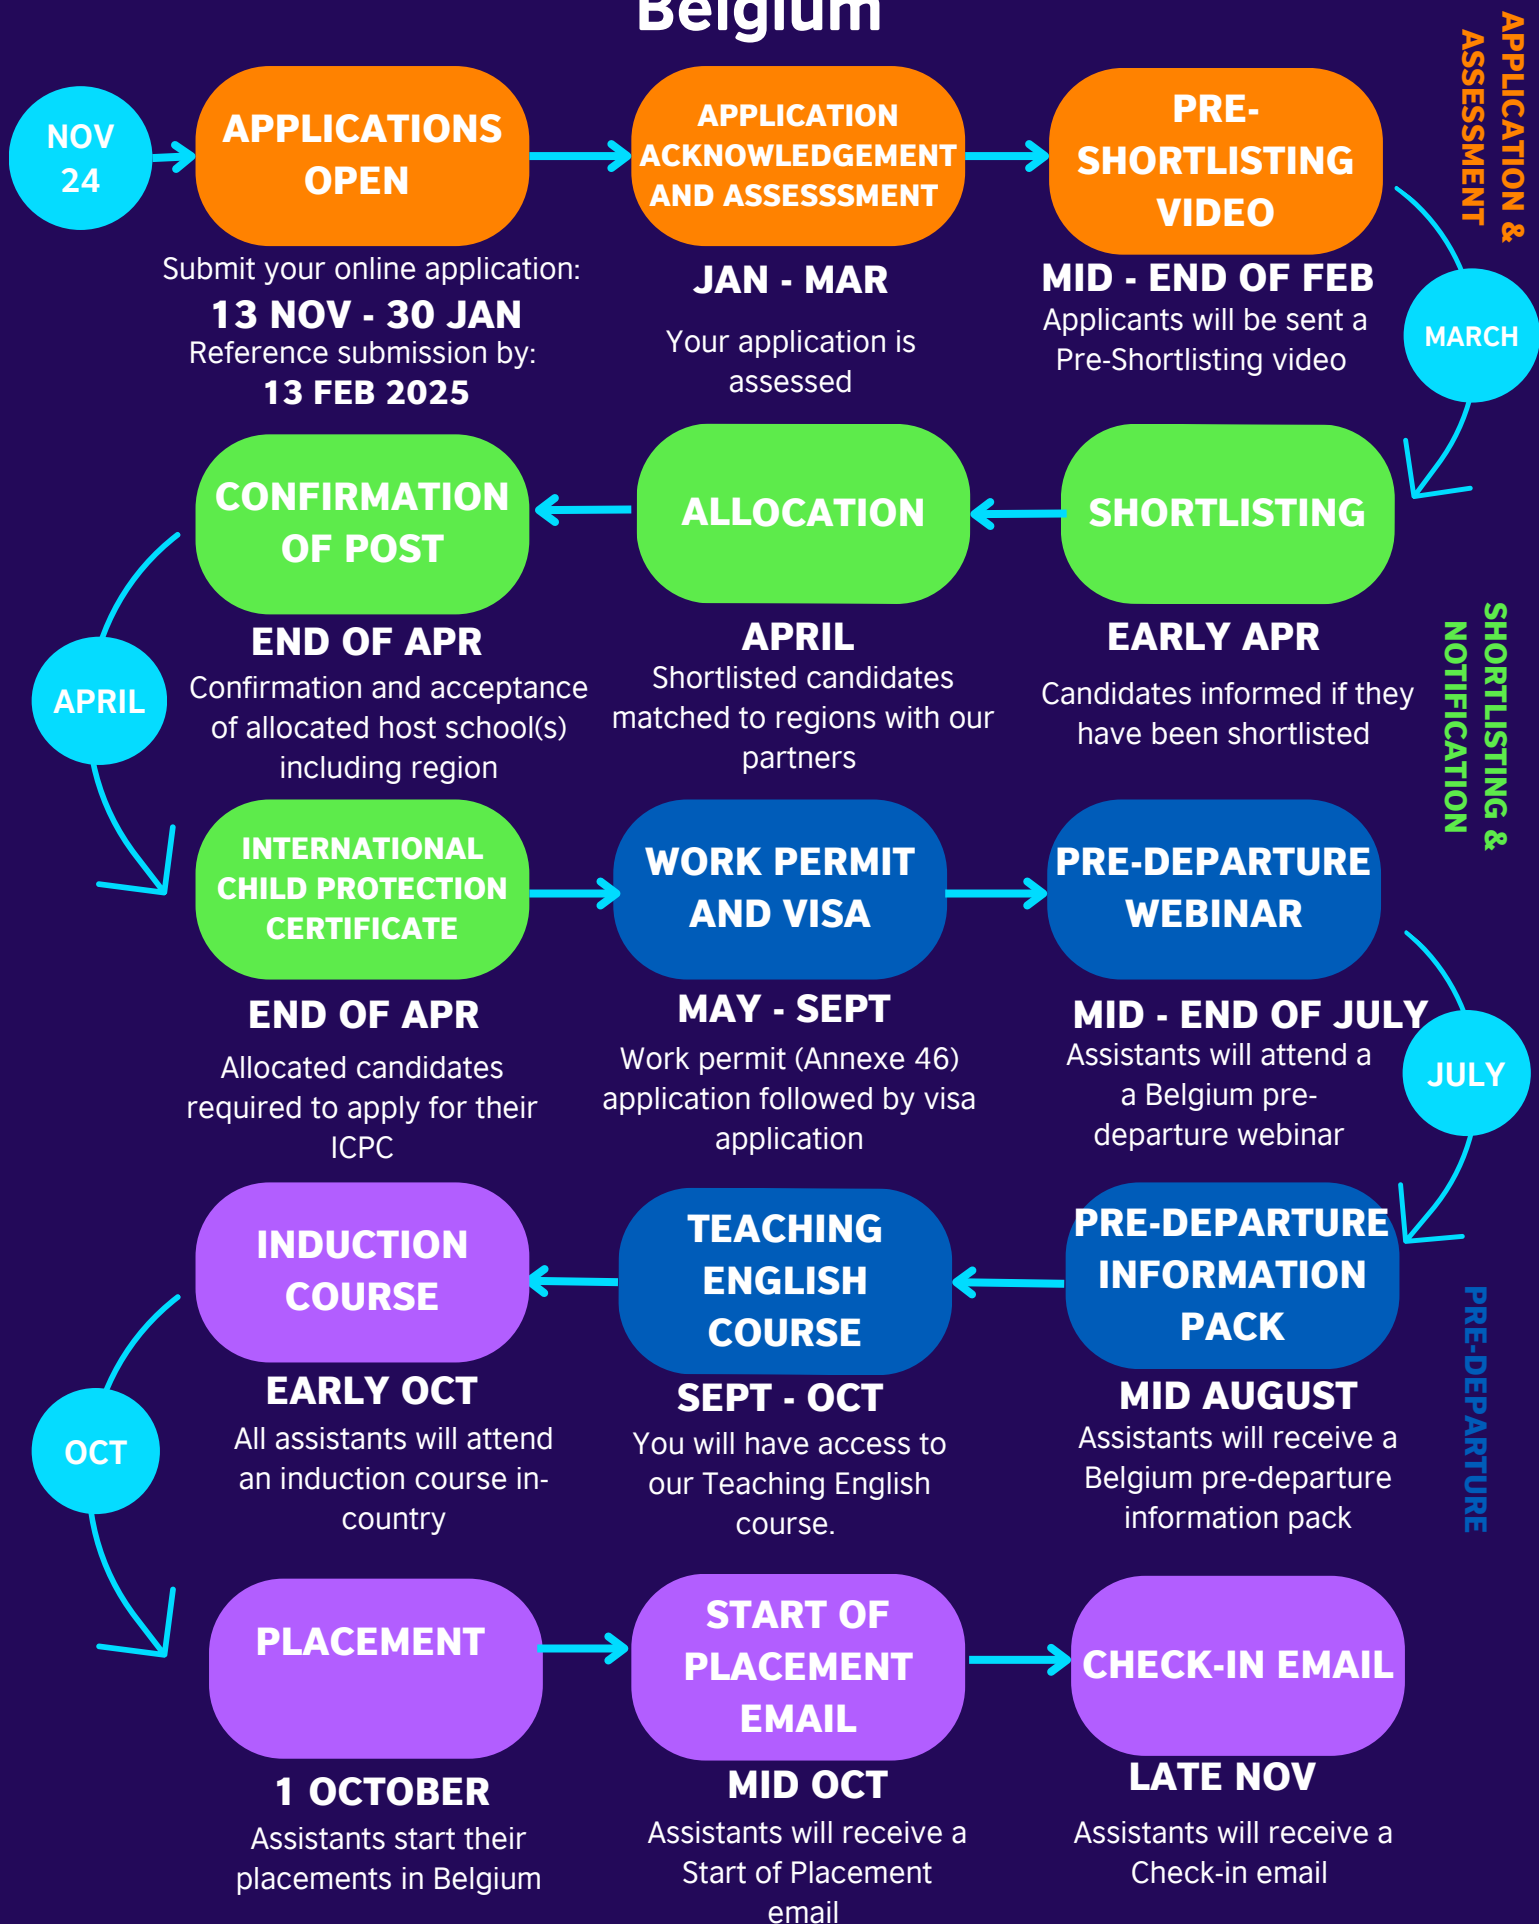 Belgium
APPLICATION &
ASSESSMENT
NOV
24
APPLICATIONS
OPEN
Submit your online application:
13 NOV - 30 JAN
Reference submission by:
13 FEB 2025
APPLICATION
ACKNOWLEDGEMENT
AND ASSESSSMENT
JAN - MAR
Your application is
assessed
PRE-
SHORTLISTING
VIDEO
MID - END OF FEB
Applicants will be sent a
Pre-Shortlisting video
MARCH
SHORTLISTING
EARLY APR
Candidates informed if they
have been shortlisted
ALLOCATION
APRIL
Shortlisted candidates
matched to regions with our
partners
CONFIRMATION
OF POST
END OF APR
Confirmation and acceptance
of allocated host school(s)
including region
SHORTLISTING &
NOTIFICATION
APRIL
INTERNATIONAL
CHILD PROTECTION
CERTIFICATE
END OF APR
Allocated candidates
required to apply for their
ICPC
WORK PERMIT
AND VISA
MAY - SEPT
Work permit (Annexe 46)
application followed by visa
application
PRE-DEPARTURE
WEBINAR
MID - END OF JULY
Assistants will attend a
a Belgium pre-
departure webinar
JULY
PRE-DEPARTURE
INFORMATION
PACK
MID AUGUST
Assistants will receive a
Belgium pre-departure
information pack
TEACHING
ENGLISH
COURSE
SEPT - OCT
You will have access to
our Teaching English
course.
INDUCTION
COURSE
EARLY OCT
All assistants will attend
an induction course in-
country
PRE-DEPARTURE
OCT
PLACEMENT
1 OCTOBER
Assistants start their
placements in Belgium
START OF
PLACEMENT
EMAIL
MID OCT
Assistants will receive a
Start of Placement
email
CHECK-IN EMAIL
LATE NOV
Assistants will receive a
Check-in email